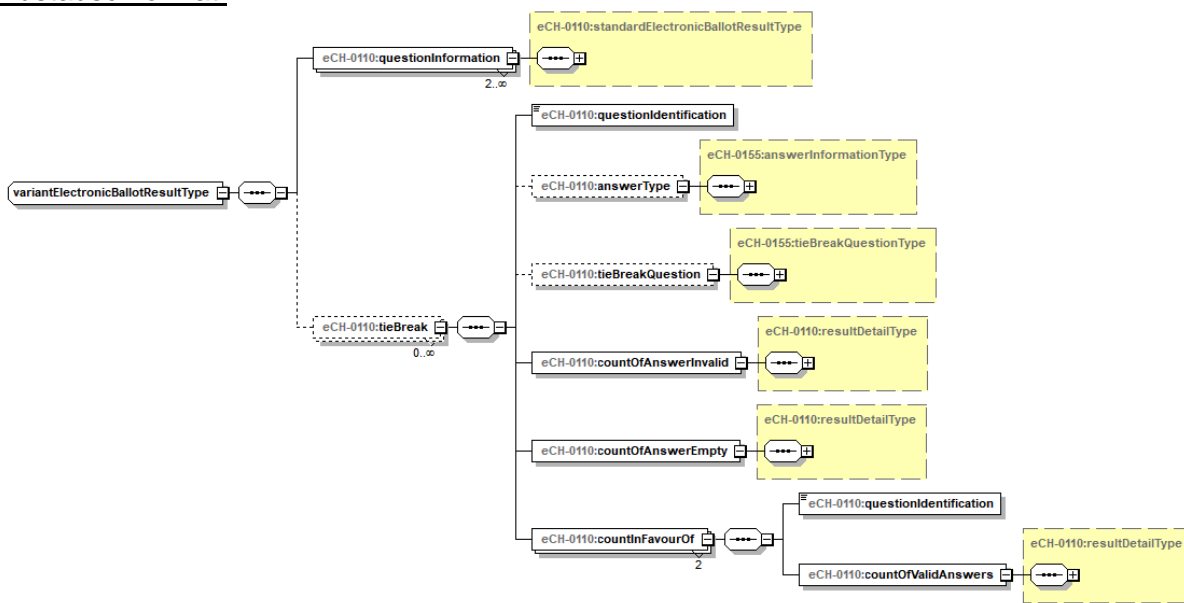 eCH-0110:standardElectronicBallotResultType
eCH-0110:questionInformation
2..∞
eCH-0110:questionIdentification
eCH-0155:answerInformationType
eCH-0110:answerType
variantElectronicBallotResultType
eCH-0155:tieBreakQuestionType
eCH-0110:tieBreakQuestion
eCH-0110:tieBreak
0..∞
eCH-0110:resultDetailType
eCH-0110:countOfAnswerInvalid
eCH-0110:resultDetailType
eCH-0110:countOfAnswerEmpty
eCH-0110:questionIdentification
eCH-0110:countInFavourOf
2
eCH-0110:resultDetailType
eCH-0110:countOfValidAnswers